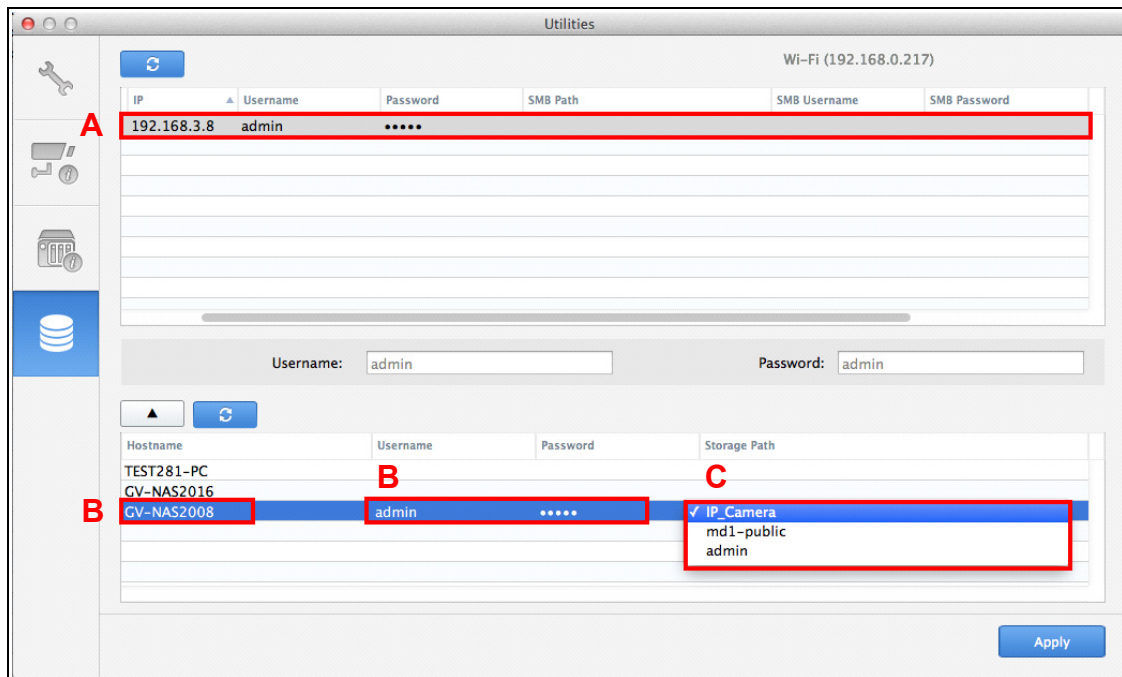 Utilities
Wi-Fi (192.168.0.217)
IP Username Password SMB Path SMB Username SMB Password
A 192.168.3.8 admin •••••
Username: admin Password: admin
Hostname Username Password Storage Path
TEST281-PC B C
GV-NAS2016
B GV-NAS2008 admin ••••• ✓ IP_Camera
md1-public
admin
Apply